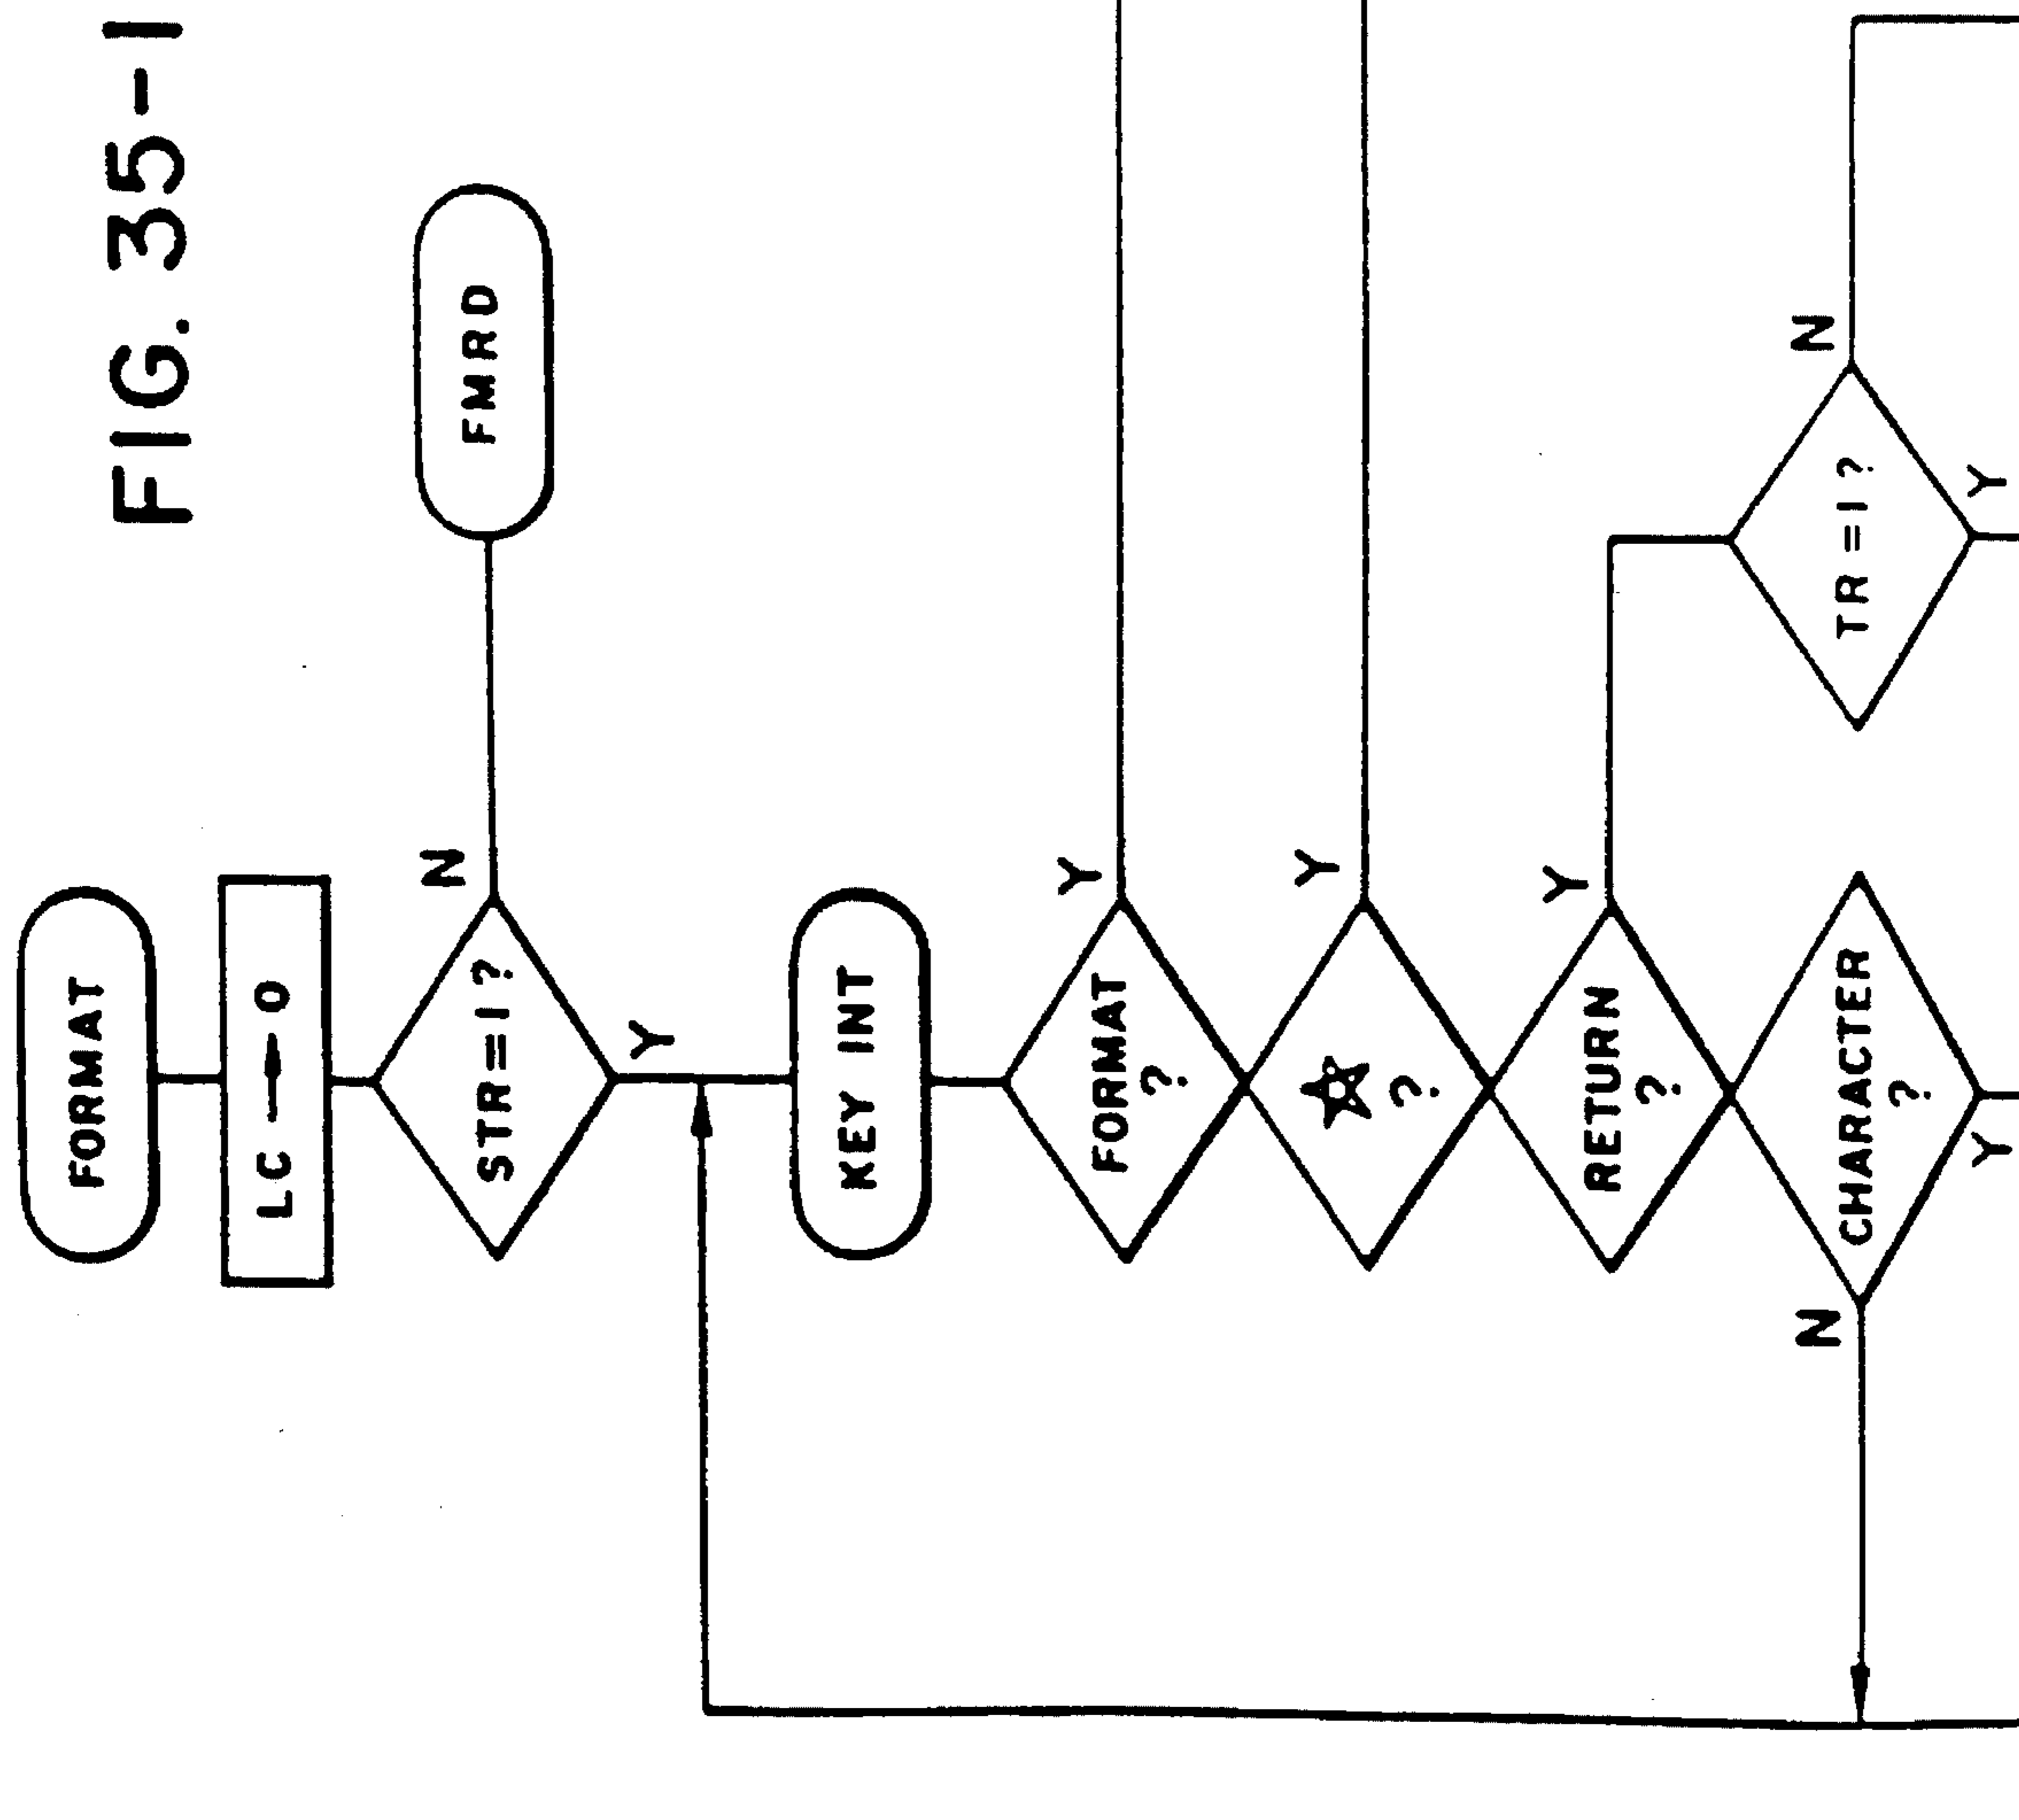 FIG. 35-1
FORMAT
LC → 0
STR=1?
N
FMRD
Y
KEY INT
FORMAT
?
Y
☆
?
Y
RETURN
?
Y
TR=1?
N
Y
CHARACTER
?
N
Y